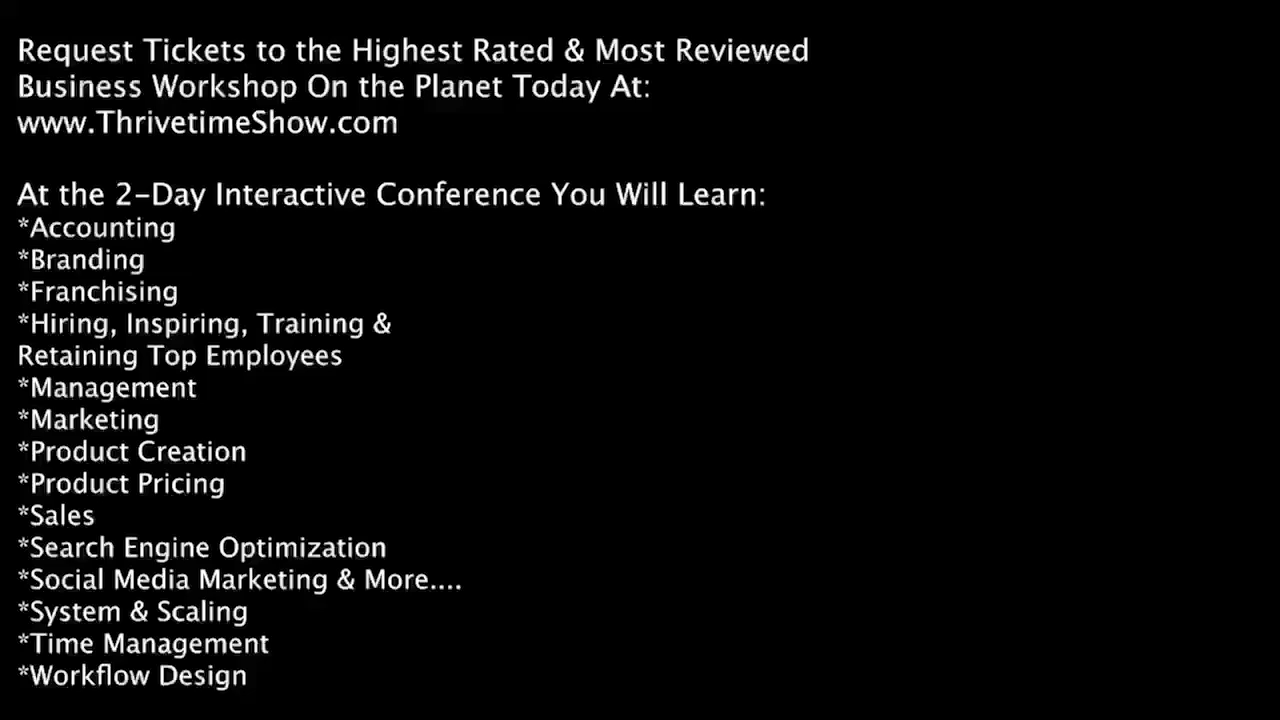 Request Tickets to the Highest Rated & Most Reviewed
Business Workshop On the Planet Today At:
www.ThrivetimeShow.com
At the 2-Day Interactive Conference You Will Learn:
*Accounting
*Branding
*Franchising
*Hiring, Inspiring, Training &
Retaining Top Employees
*Management
*Marketing
*Product Creation
*Product Pricing
*Sales
*Search Engine Optimization
*Social Media Marketing & More....
*System & Scaling
*Time Management
*Workflow Design